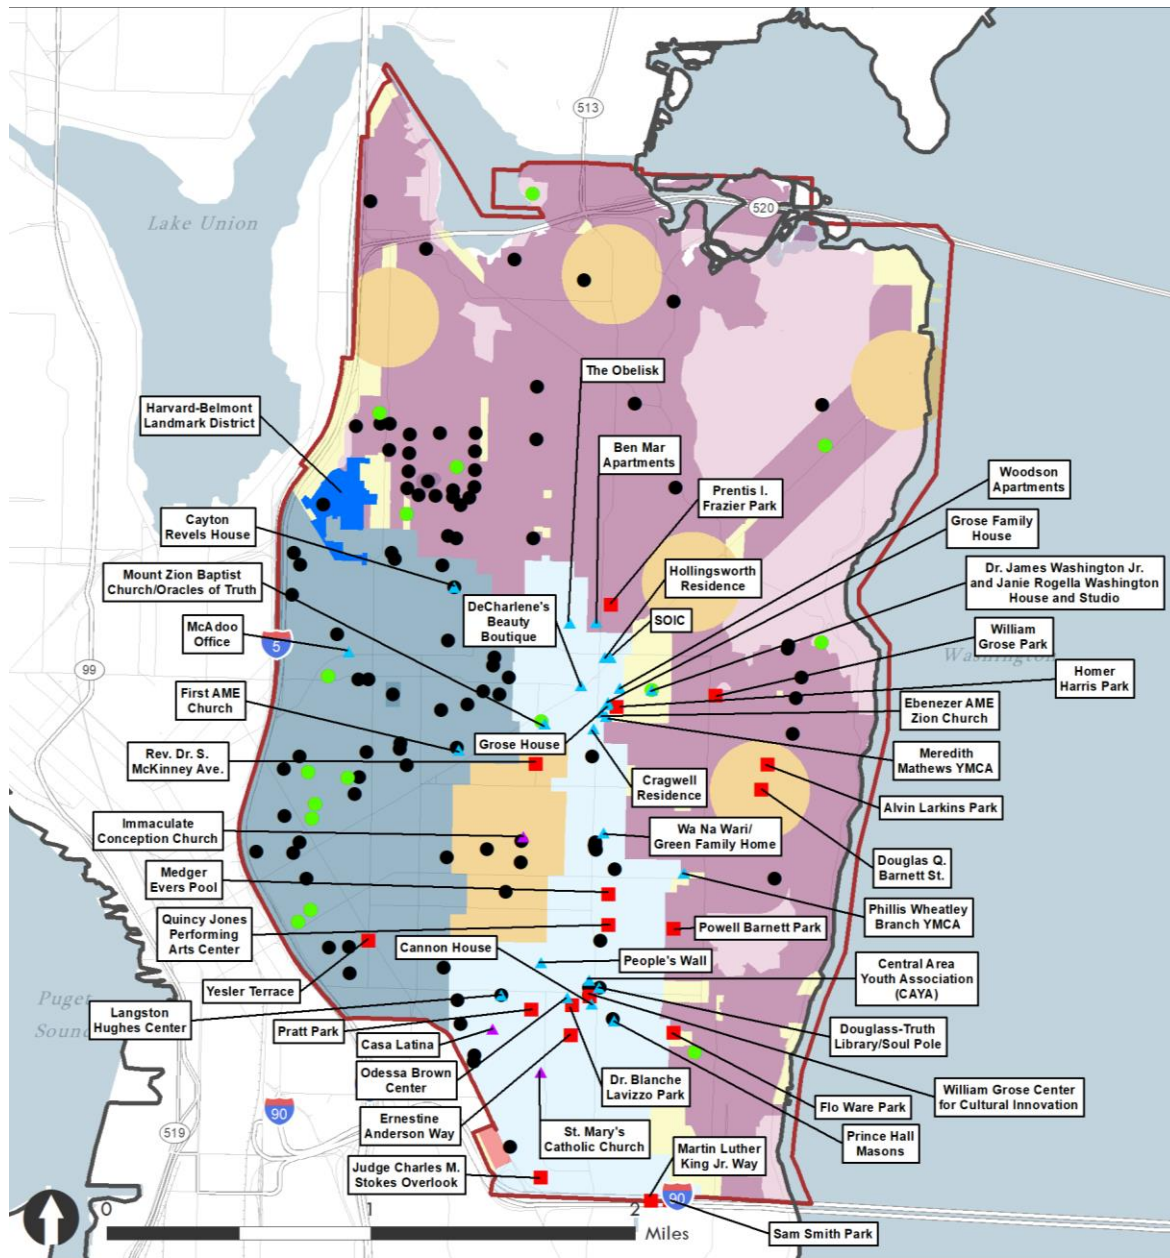 513
Lake Union
520
The Obelisk
Harvard-Belmont
Landmark District
Ben Mar
Apartments
Woodson
Apartments
Prentis I.
Frazier Park
Grose Family
House
Cayton
Revels House
Hollingsworth
Residence
Dr. James Washington Jr.
and Janie Rogella Washington
House and Studio
Mount Zion Baptist
Church/Oracles of Truth
DeCharlene's
Beauty
Boutique
SOIC
William
Grose Park
McAdoo
Office
5
99
Washington
Homer
Harris Park
First AME
Church
Ebenezer AME
Zion Church
Grose House
Rev. Dr. S.
McKinney Ave.
Cragwell
Residence
Meredith
Mathews YMCA
Alvin Larkins Park
Immaculate
Conception Church
Wa Na Wari/
Green Family Home
Douglas Q.
Barnett St.
Medger
Evers Pool
Phillis Wheatley
Branch YMCA
Quincy Jones
Performing
Arts Center
Cannon House
Powell Barnett Park
People's Wall
Central Area
Youth Association
(CAYA)
Yesler Terrace
Puget
Sound
Langston
Hughes Center
Pratt Park
Casa Latina
Douglass-Truth
Library/Soul Pole
Odessa Brown
Center
Dr. Blanche
Lavizzo Park
William Grose Center
for Cultural Innovation
Flo Ware Park
90
519
Ernestine
Anderson Way
St. Mary's
Catholic Church
Prince Hall
Masons
Martin Luther
King Jr. Way
Judge Charles M.
Stokes Overlook
90
0 1 2
Miles
Sam Smith Park